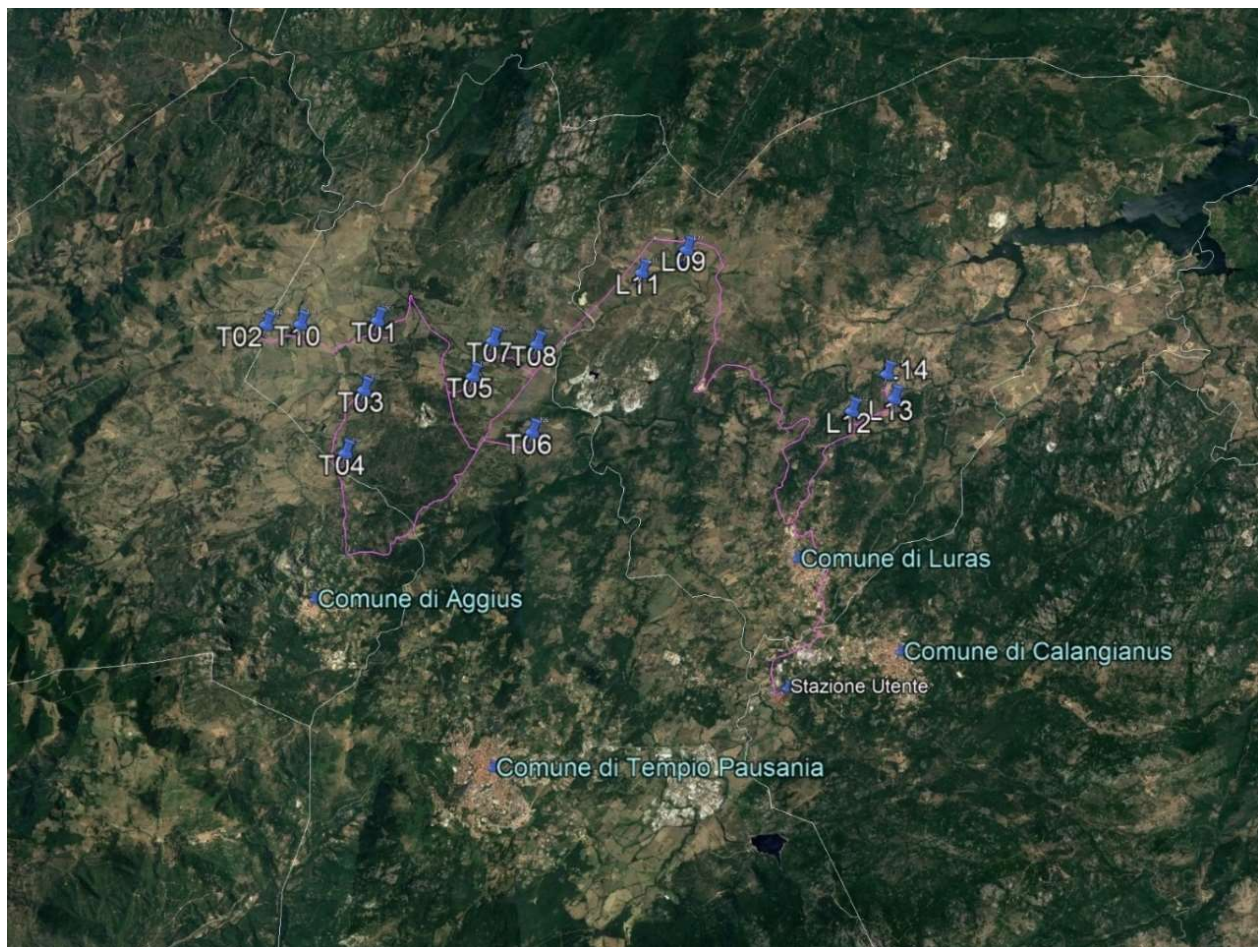 L09
L11
T02
T10
T01
T07
T08
T05
.14
T03
L13
L12
T06
T04
Comune di Luras
Comune di Aggius
Comune di Calangianus
Stazione Utente
Comune di Tempio Pausania